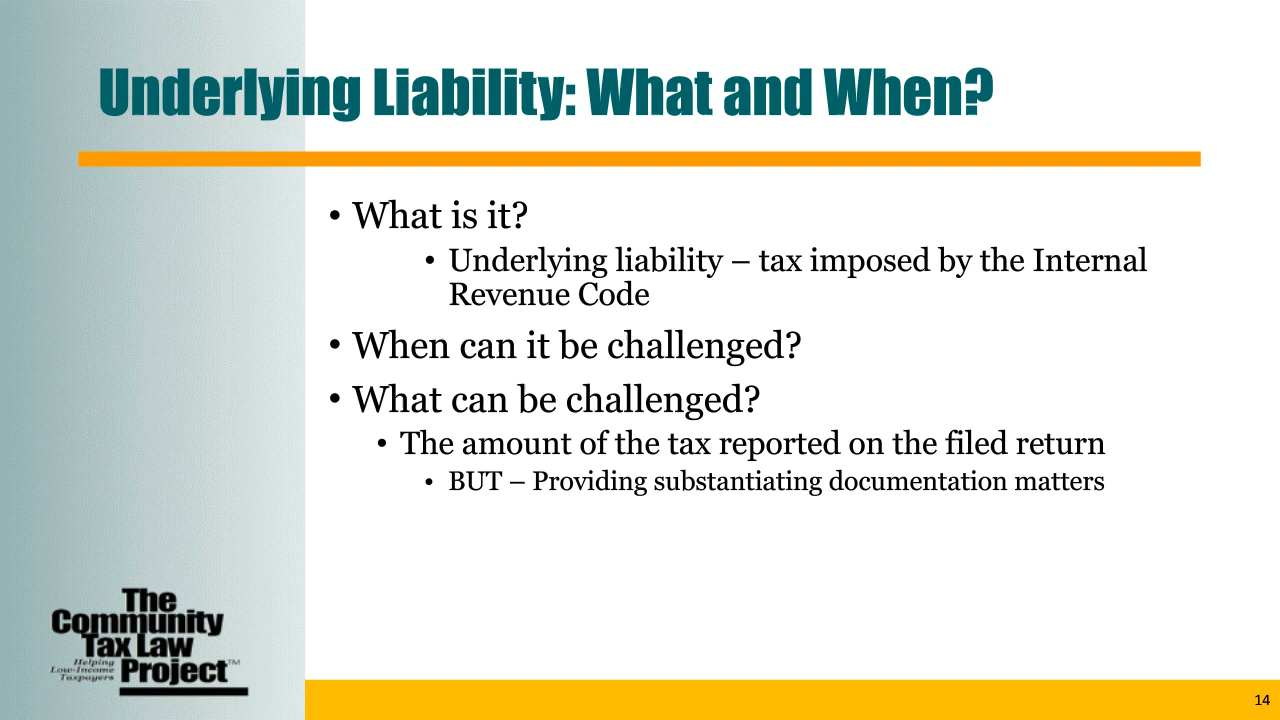 Underlying Liability: What and When?
• What is it?
• Underlying liability – tax imposed by the Internal
Revenue Code
• When can it be challenged?
• What can be challenged?
• The amount of the tax reported on the filed return
• BUT – Providing substantiating documentation matters
The
Community
Tax Law
Helping
Low-Income
Taxpayers
Project™
14